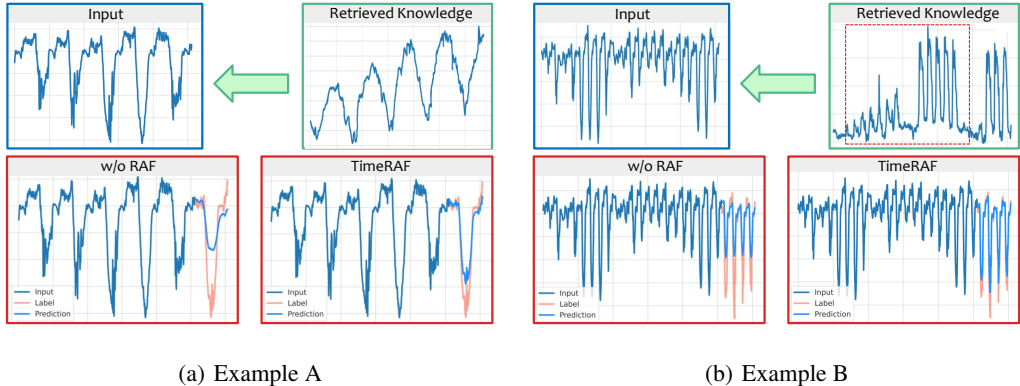 Input
Retrieved Knowledge
w/o RAF
TimeRAF
Input
Label
Prediction
Input
Label
Prediction
(a) Example A
Input
Retrieved Knowledge
w/o RAF
TimeRAF
Input
Label
Prediction
Input
Label
Prediction
(b) Example B